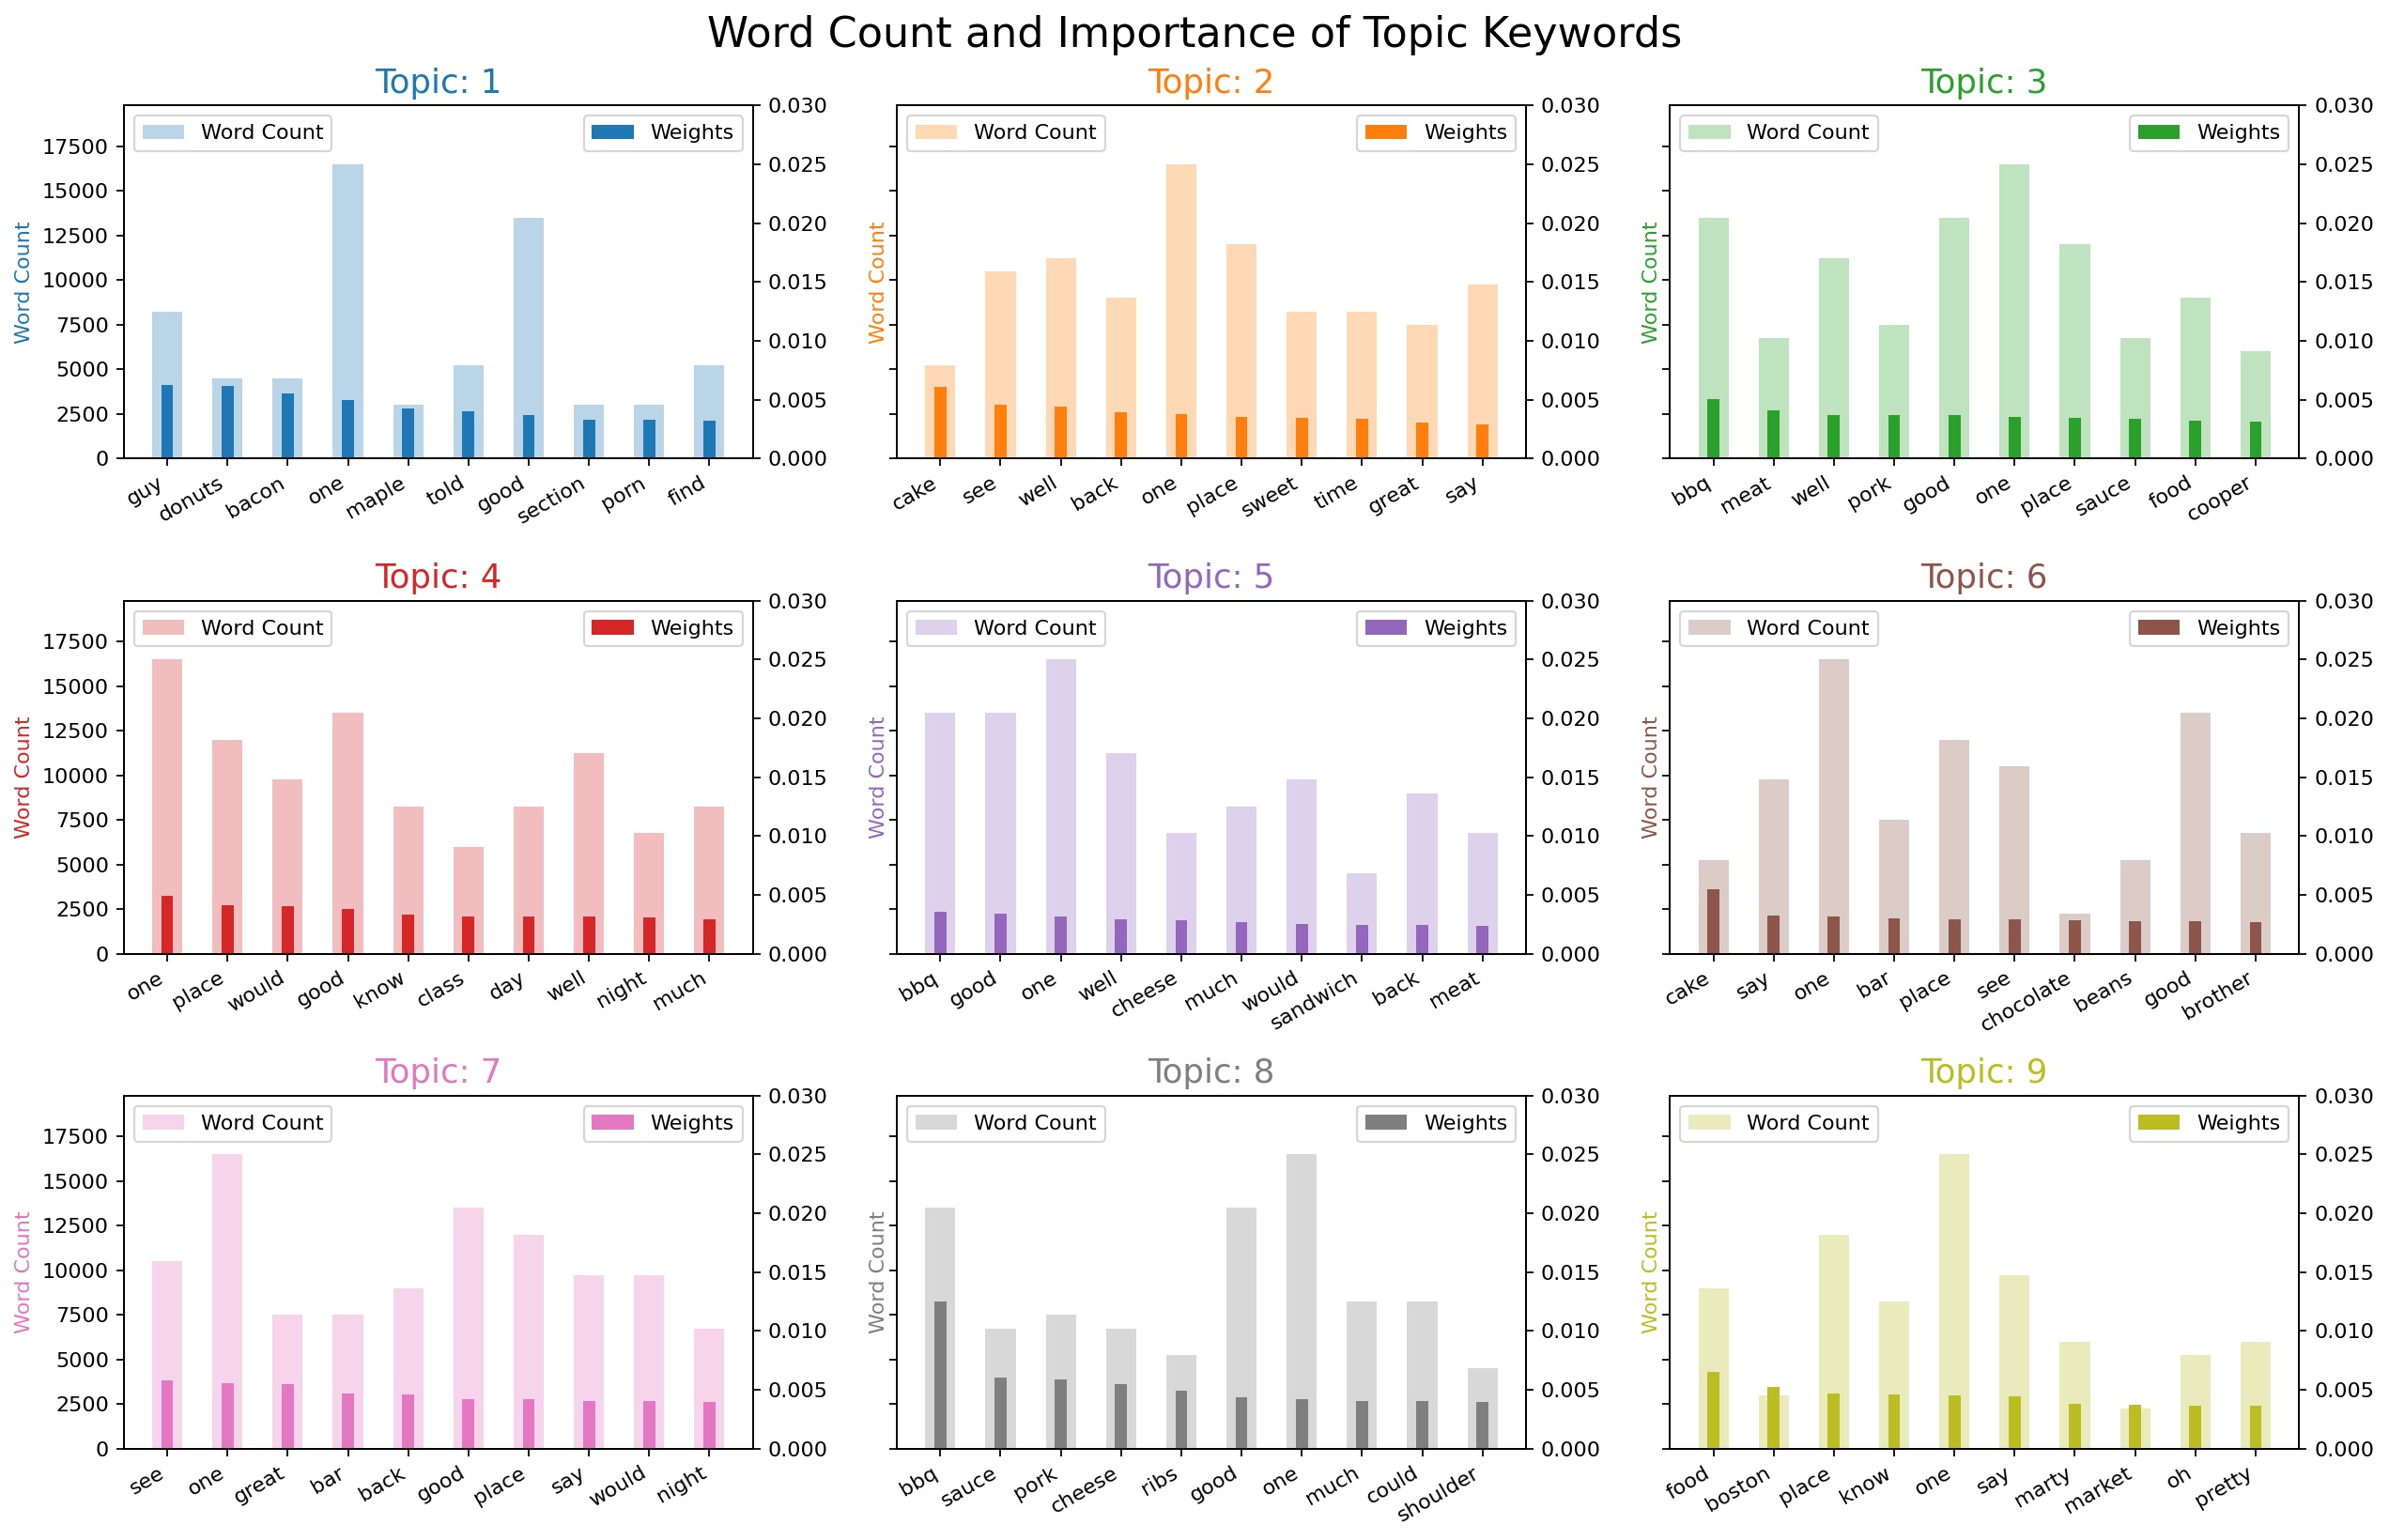 Word Count and Importance of Topic Keywords
Topic: 1
Word Count
Weights
Word Count
17500
15000
12500
10000
7500
5000
2500
0
0.030
0.025
0.020
0.015
0.010
0.005
0.000
guy donuts bacon one maple told good section porn find
Topic: 2
Word Count
Weights
Word Count
0.030
0.025
0.020
0.015
0.010
0.005
0.000
cake see well back one place sweet time great say
Topic: 3
Word Count
Weights
Word Count
0.030
0.025
0.020
0.015
0.010
0.005
0.000
bbq meat well pork good one place sauce food cooper
Topic: 4
Word Count
Weights
Word Count
17500
15000
12500
10000
7500
5000
2500
0
0.030
0.025
0.020
0.015
0.010
0.005
0.000
one place would good know class day well night much
Topic: 5
Word Count
Weights
Word Count
0.030
0.025
0.020
0.015
0.010
0.005
0.000
bbq good one well cheese much would sandwich back meat
Topic: 6
Word Count
Weights
Word Count
0.030
0.025
0.020
0.015
0.010
0.005
0.000
cake say one bar place see chocolate beans good brother
Topic: 7
Word Count
Weights
Word Count
17500
15000
12500
10000
7500
5000
2500
0
0.030
0.025
0.020
0.015
0.010
0.005
0.000
see one great bar back good place say would night
Topic: 8
Word Count
Weights
Word Count
0.030
0.025
0.020
0.015
0.010
0.005
0.000
bbq sauce pork cheese ribs good one much could shoulder
Topic: 9
Word Count
Weights
Word Count
0.030
0.025
0.020
0.015
0.010
0.005
0.000
food boston place know one say marty market oh pretty